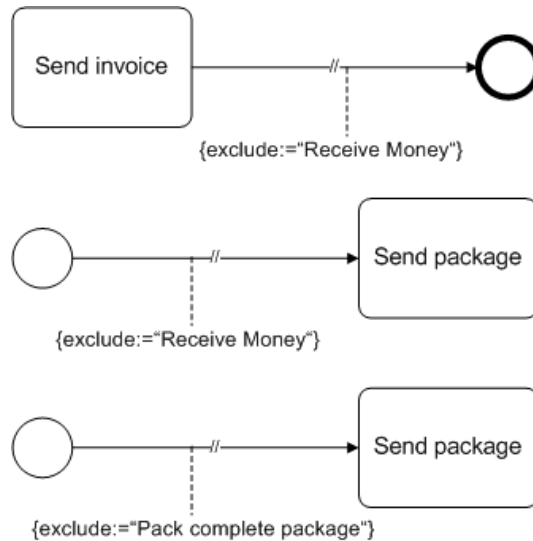 Send invoice
//
{exclude:=“Receive Money“}
//
Send package
{exclude:=“Receive Money“}
//
Send package
{exclude:=“Pack complete package“}